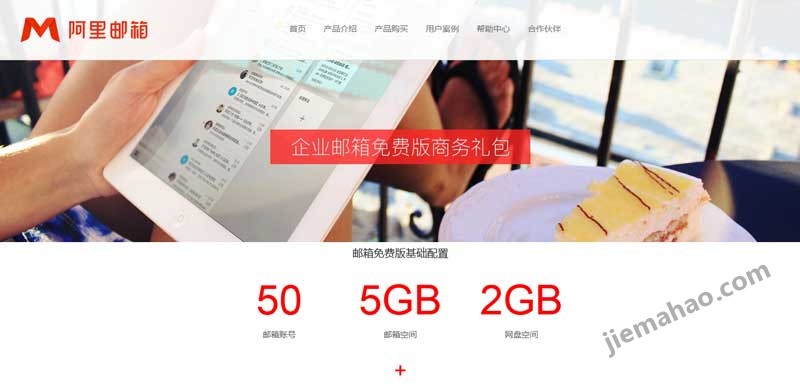 阿里邮箱
首页 产品介绍 产品购买 用户案例 帮助中心 合作伙伴
企业邮箱免费版商务礼包
邮箱免费版基础配置
50 5GB 2GB
邮箱账号 邮箱空间 网盘空间
+
jiemahao.com